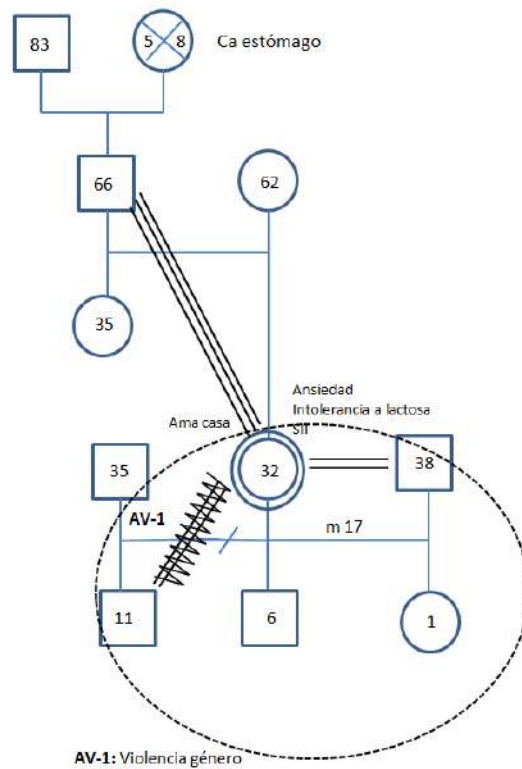 83
5 8
Ca estómago
66
62
35
Ansiedad
Intolerancia a lactosa
SII
Ama casa
35
32
38
AV-1
m 17
11
6
1
AV-1: Violencia género